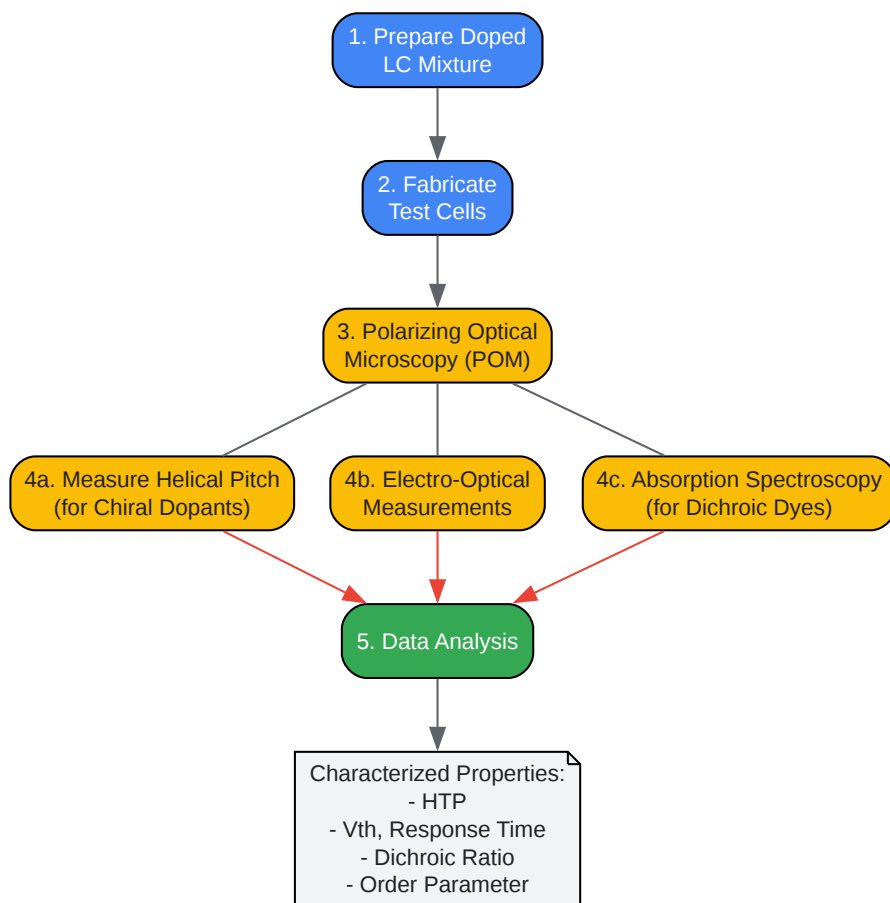 1. Prepare Doped
LC Mixture
2. Fabricate
Test Cells
3. Polarizing Optical
Microscopy (POM)
4a. Measure Helical Pitch
(for Chiral Dopants)
4b. Electro-Optical
Measurements
4c. Absorption Spectroscopy
(for Dichroic Dyes)
5. Data Analysis
Characterized Properties:
- HTP
- Vth, Response Time
- Dichroic Ratio
- Order Parameter